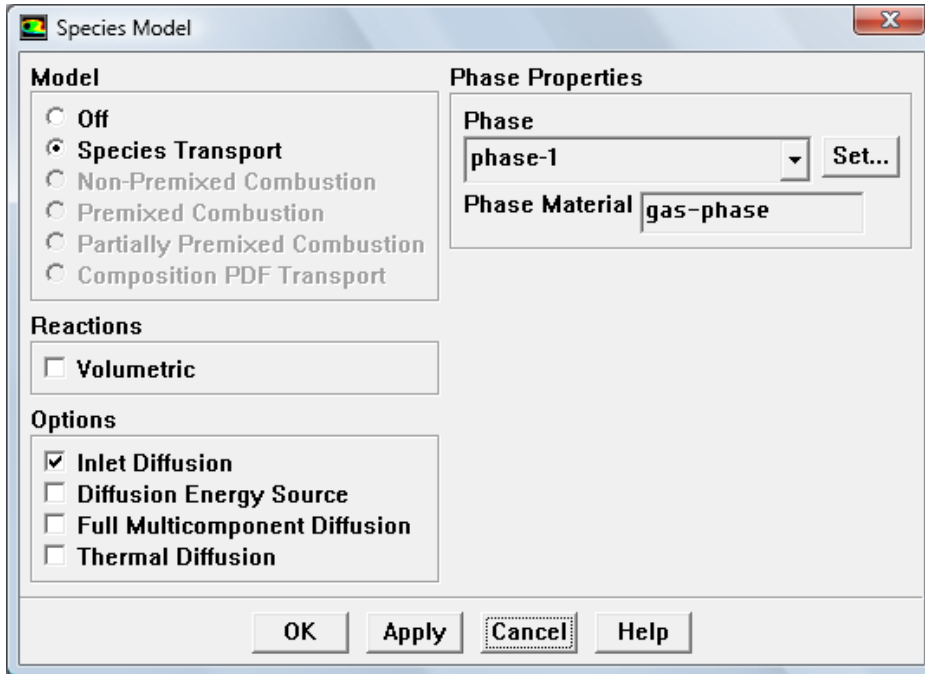 Species Model
Model
Off
Species Transport
Non-Premixed Combustion
Premixed Combustion
Partially Premixed Combustion
Composition PDF Transport
Reactions
Volumetric
Options
Inlet Diffusion
Diffusion Energy Source
Full Multicomponent Diffusion
Thermal Diffusion
Phase Properties
Phase
phase-1 Set...
Phase Material gas-phase
OK Apply Cancel Help